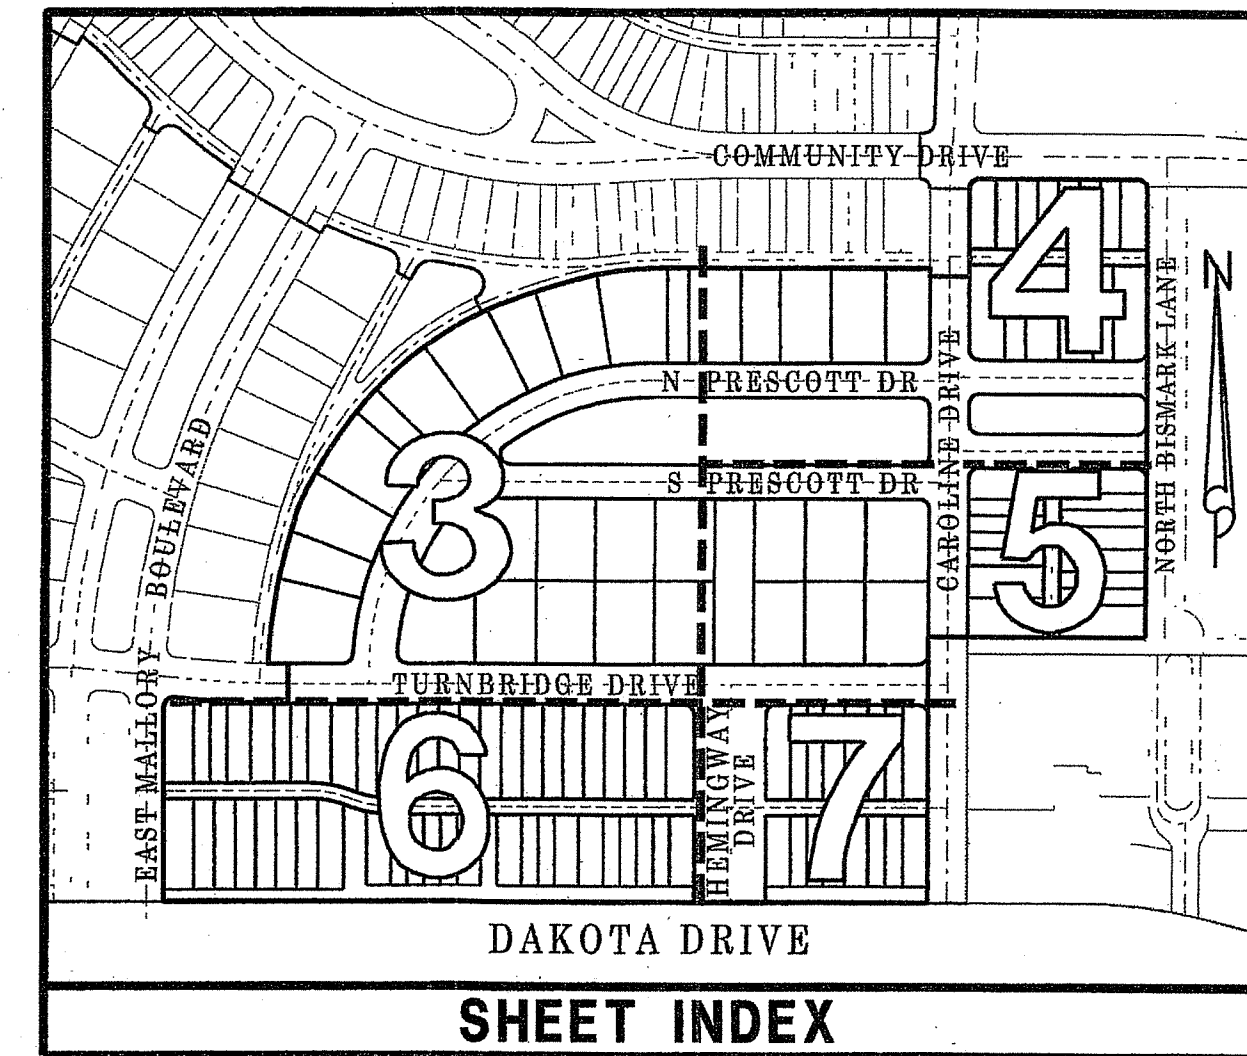 COMMUNITY DRIVE
4
N
N PRESCOTT DR
CAROLINE DRIVE
NORTH BISMARK LANE
3
S PRESCOTT DR
5
EAST MALLORY BOULEVARD
TURNBRIDGE DRIVE
6
HEMINGWAY
DRIVE
7
DAKOTA DRIVE
SHEET INDEX